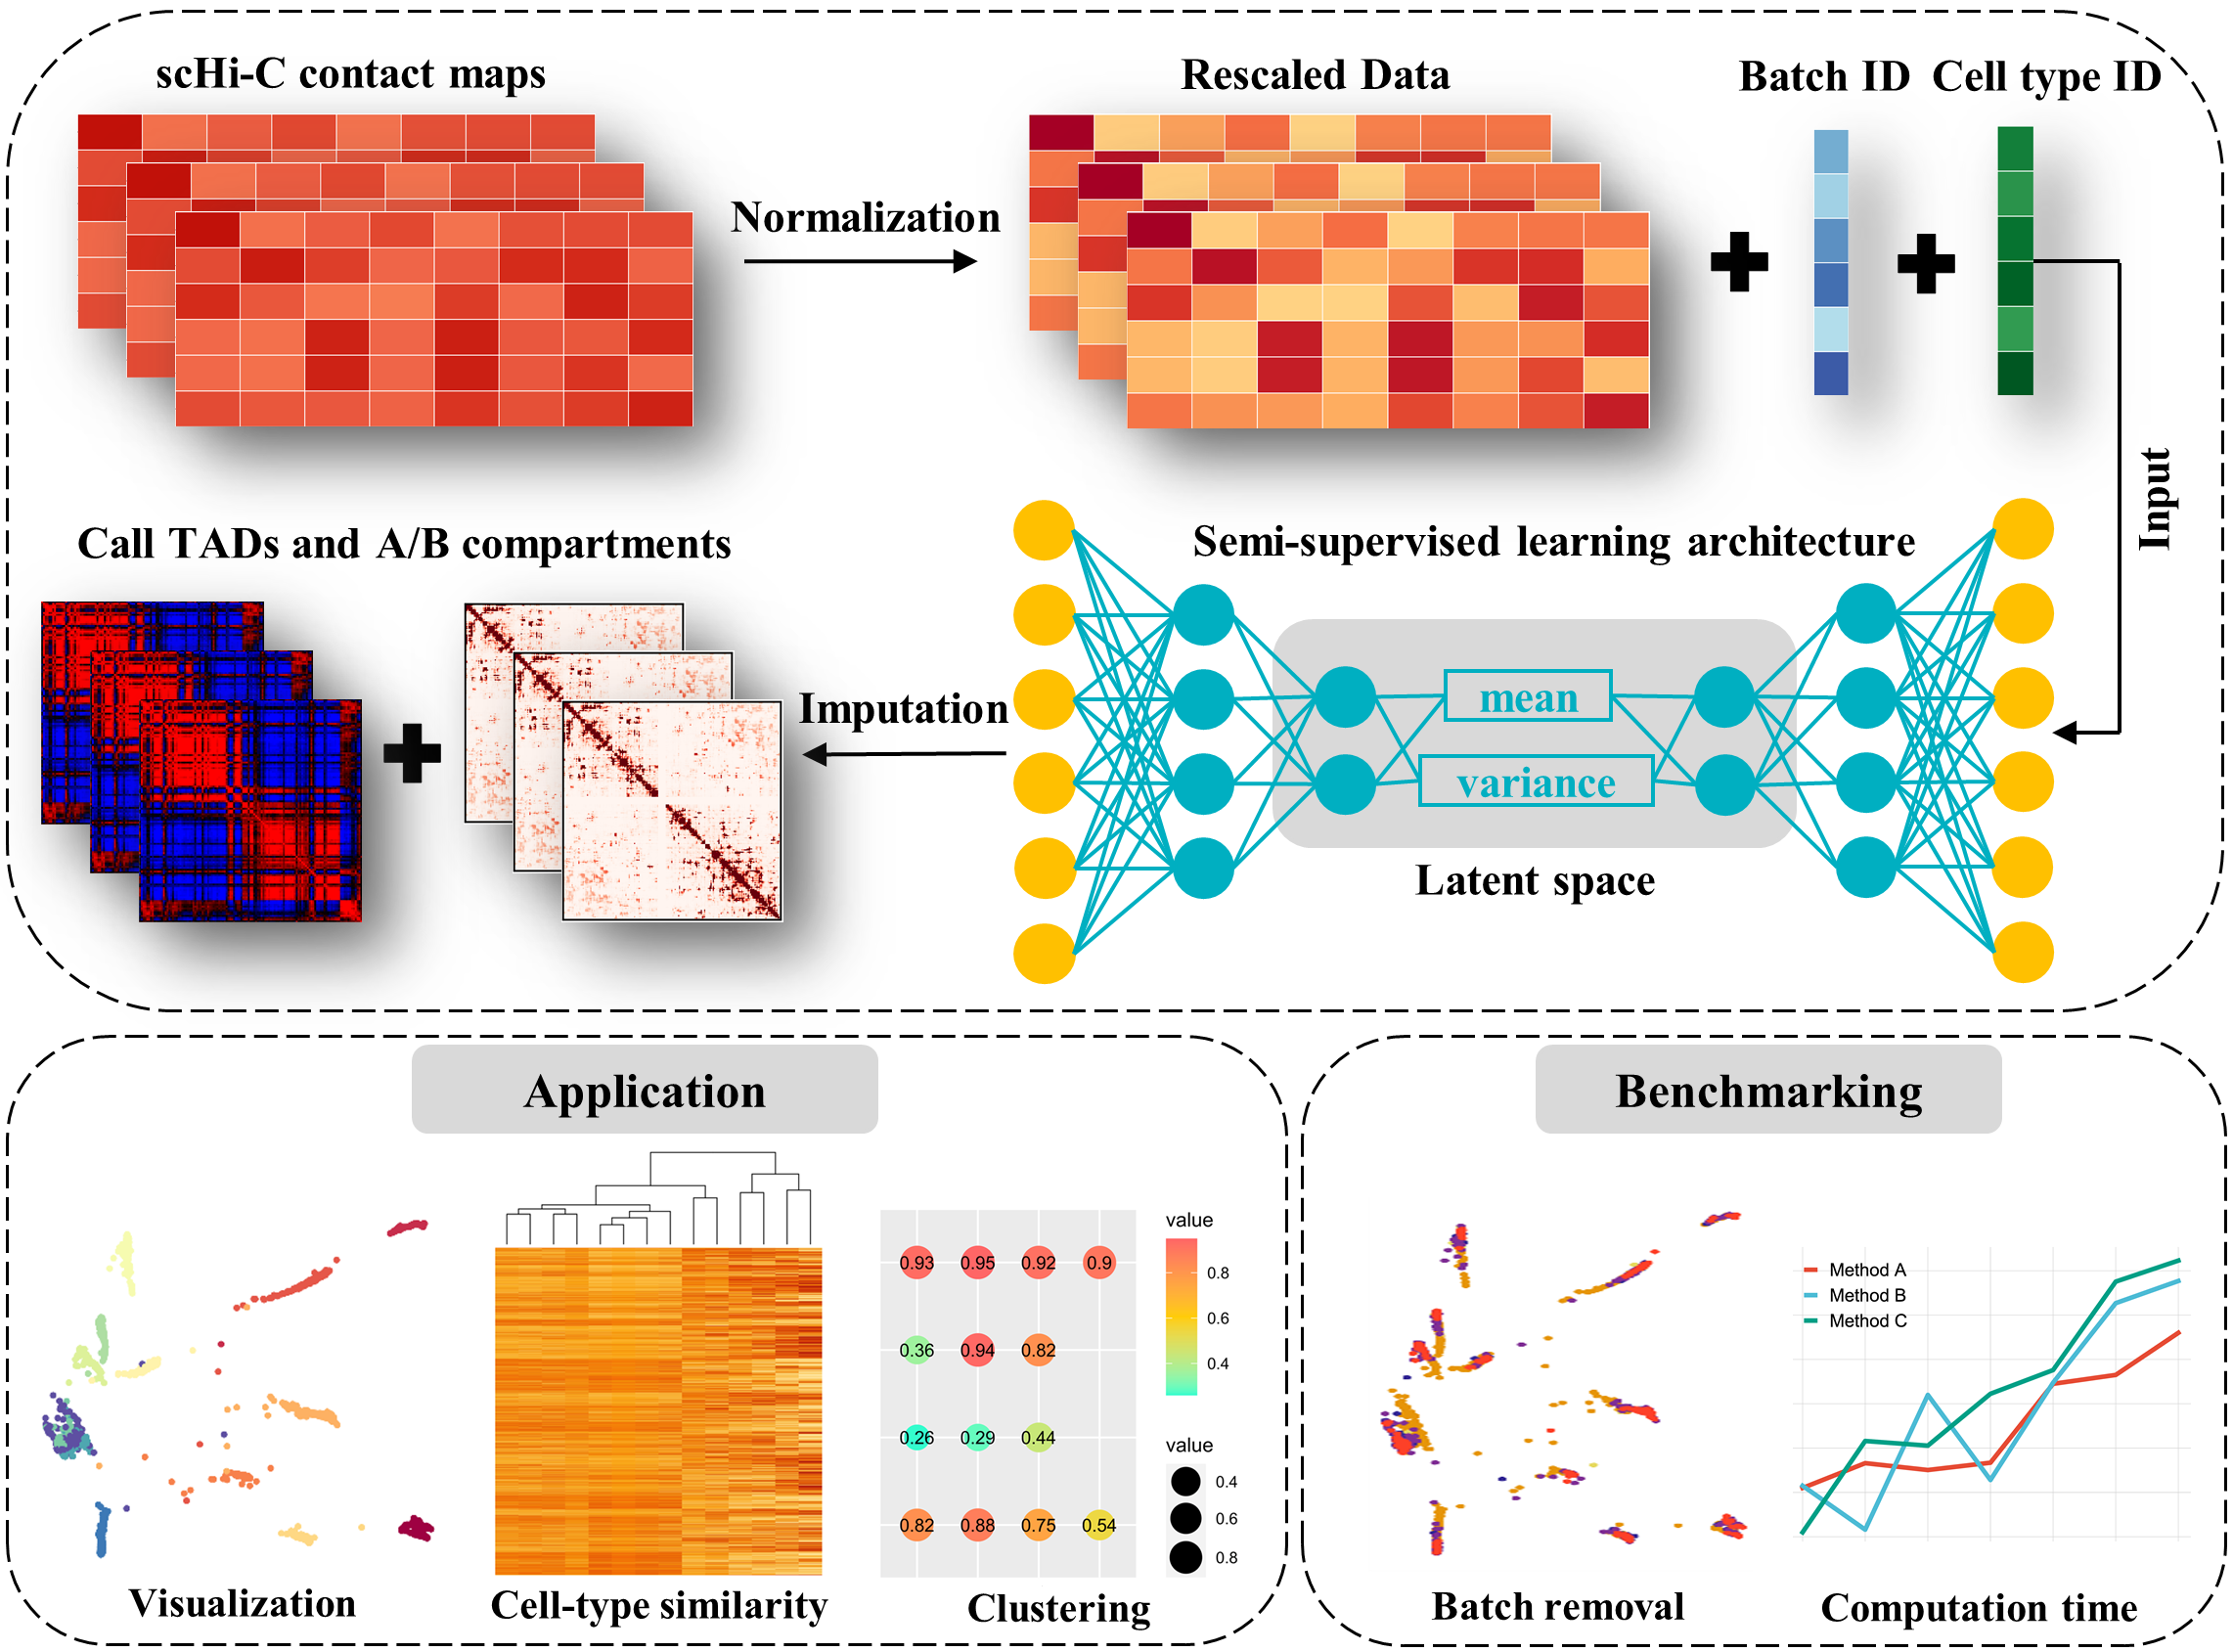 scHi-C contact maps
Rescaled Data
Batch ID
Cell type ID
Normalization
Input
Call TADs and A/B compartments
Semi-supervised learning architecture
Imputation
mean
variance
Latent space
Application
Benchmarking
value
0.8
0.6
0.4
0.93 0.95 0.92 0.9
0.36 0.94 0.82
0.26 0.29 0.44
0.82 0.88 0.75 0.54
value
0.4
0.6
0.8
Method A
Method B
Method C
Visualization
Cell-type similarity
Clustering
Batch removal
Computation time